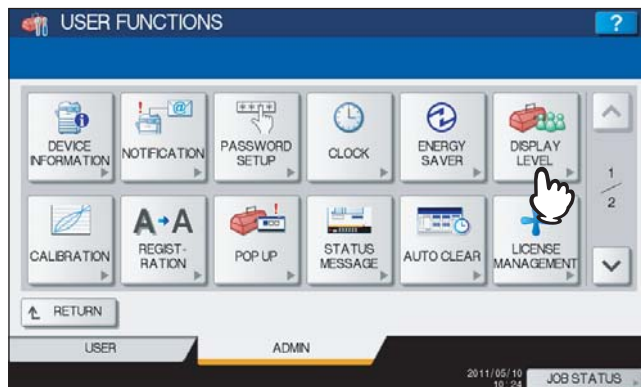 USER FUNCTIONS
?
DEVICE
INFORMATION
NOTIFICATION
PASSWORD
SETUP
CLOCK
ENERGY
SAVER
DISPLAY
LEVEL
1
2
CALIBRATION
A→A
REGIST-
RATION
POP UP
STATUS
MESSAGE
AUTO CLEAR
LICENSE
MANAGEMENT
RETURN
USER
ADMIN
2011/05/10
10:24
JOB STATUS